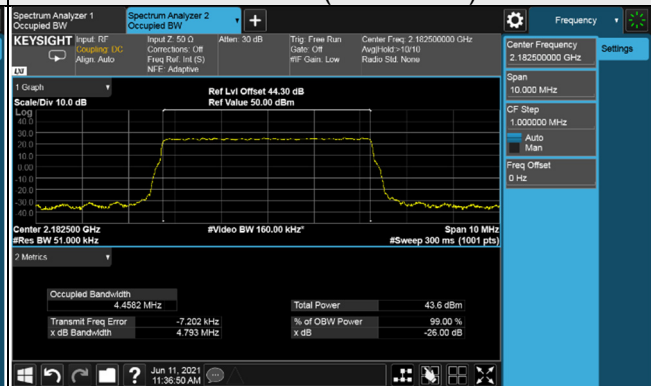 Spectrum Analyzer 1
Occupied BW
Spectrum Analyzer 2
Occupied BW
Frequency
KEYSIGHT
Input: RF
Coupling: DC
Align: Auto
Input Z: 50 Ω
Corrections: Off
Freq Ref: Int (S)
NFE: Adaptive
Atten: 30 dB
Trig: Free Run
Gate: Off
#IF Gain: Low
Center Freq: 2.182500000 GHz
Avg|Hold:>10/10
Radio Std: None
LXI
Center Frequency
2.182500000 MHz
Settings
Span
10.000 MHz
CF Step
1.000000 MHz
Auto
Man
Freq Offset
0 Hz
1 Graph
Scale/Div 10.0 dB
Ref Lvl Offset 44.30 dB
Ref Value 50.00 dBm
Log
40.0
30.0
20.0
10.0
0.00
-10.0
-20.0
-30.0
-40.0
Center 2.182500 GHz
#Res BW 51.000 kHz
#Video BW 160.00 kHz*
Span 10 MHz
#Sweep 300 ms (1001 pts)
2 Metrics
Occupied Bandwidth
4.4582 MHz
Transmit Freq Error -7.202 kHz
x dB Bandwidth 4.793 MHz
Total Power 43.6 dBm
% of OBW Power 99.00 %
x dB -26.00 dB
?
Jun 11, 2021
11:36:50 AM